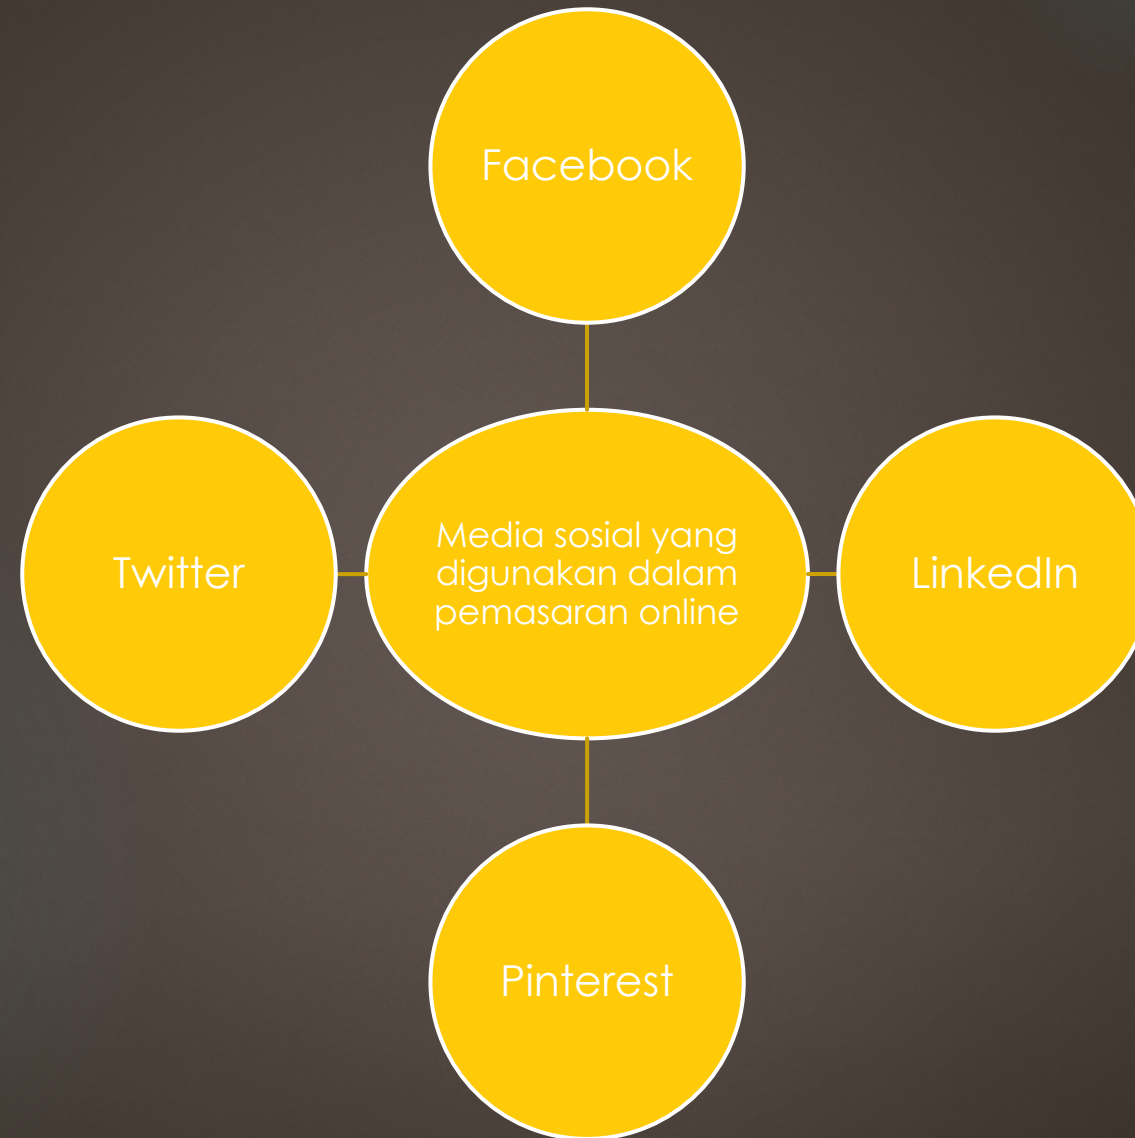 Facebook
Twitter
Media sosial yang
digunakan dalam
pemasaran online
LinkedIn
Pinterest